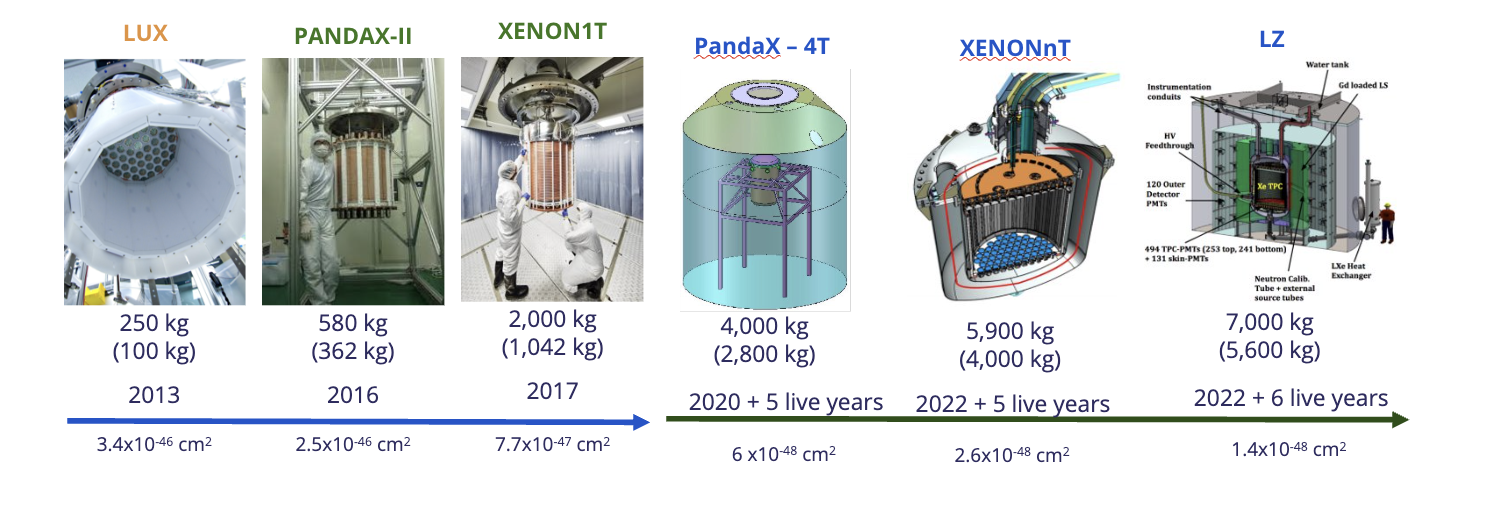 LUX
PANDAX-II
XENON1T
PandaX – 4T
XENONnT
LZ
Water tank
Instrumentation
conduits
Gd loaded LS
HV
Feedthrough
Xe TPC
120 Outer
Detector
PMTs
494 TPC-PMTs (253 top, 241 bottom)
+ 131 skin-PMTs
LXe Heat
Exchanger
Neutron Calib.
Tube + external
source tubes
250 kg
(100 kg)
580 kg
(362 kg)
2,000 kg
(1,042 kg)
4,000 kg
(2,800 kg)
5,900 kg
(4,000 kg)
7,000 kg
(5,600 kg)
2013
2016
2017
2020 + 5 live years
2022 + 5 live years
2022 + 6 live years
3.4x10⁻⁴⁶ cm²
2.5x10⁻⁴⁶ cm²
7.7x10⁻⁴⁷ cm²
6 x10⁻⁴⁸ cm²
2.6x10⁻⁴⁸ cm²
1.4x10⁻⁴⁸ cm²